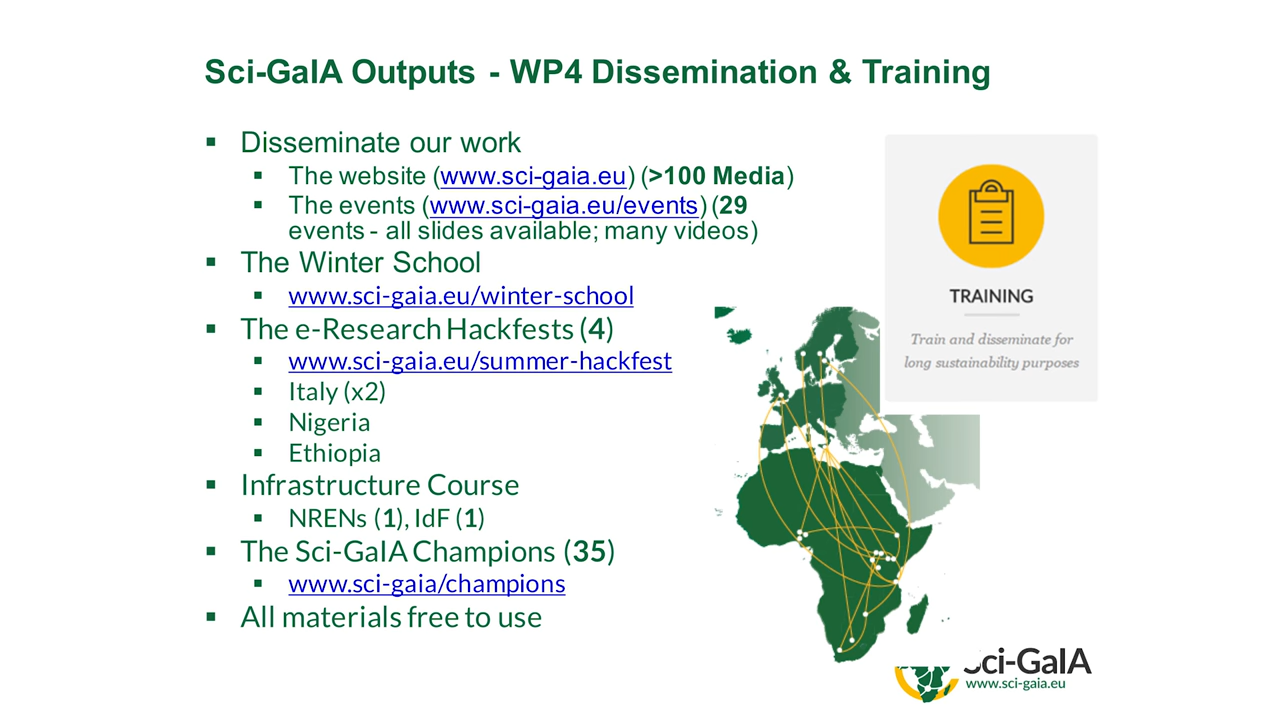 Sci-GaIA Outputs - WP4 Dissemination & Training
▪ Disseminate our work
▪ The website (www.sci-gaia.eu) (>100 Media)
▪ The events (www.sci-gaia.eu/events) (29
events - all slides available; many videos)
▪ The Winter School
▪ www.sci-gaia.eu/winter-school
▪ The e-Research Hackfests (4)
▪ www.sci-gaia.eu/summer-hackfest
▪ Italy (x2)
▪ Nigeria
▪ Ethiopia
▪ Infrastructure Course
▪ NRENs (1), IdF (1)
▪ The Sci-GaIA Champions (35)
▪ www.sci-gaia/champions
▪ All materials free to use
TRAINING
Train and disseminate for
long sustainability purposes
Sci-GaIA
www.sci-gaia.eu